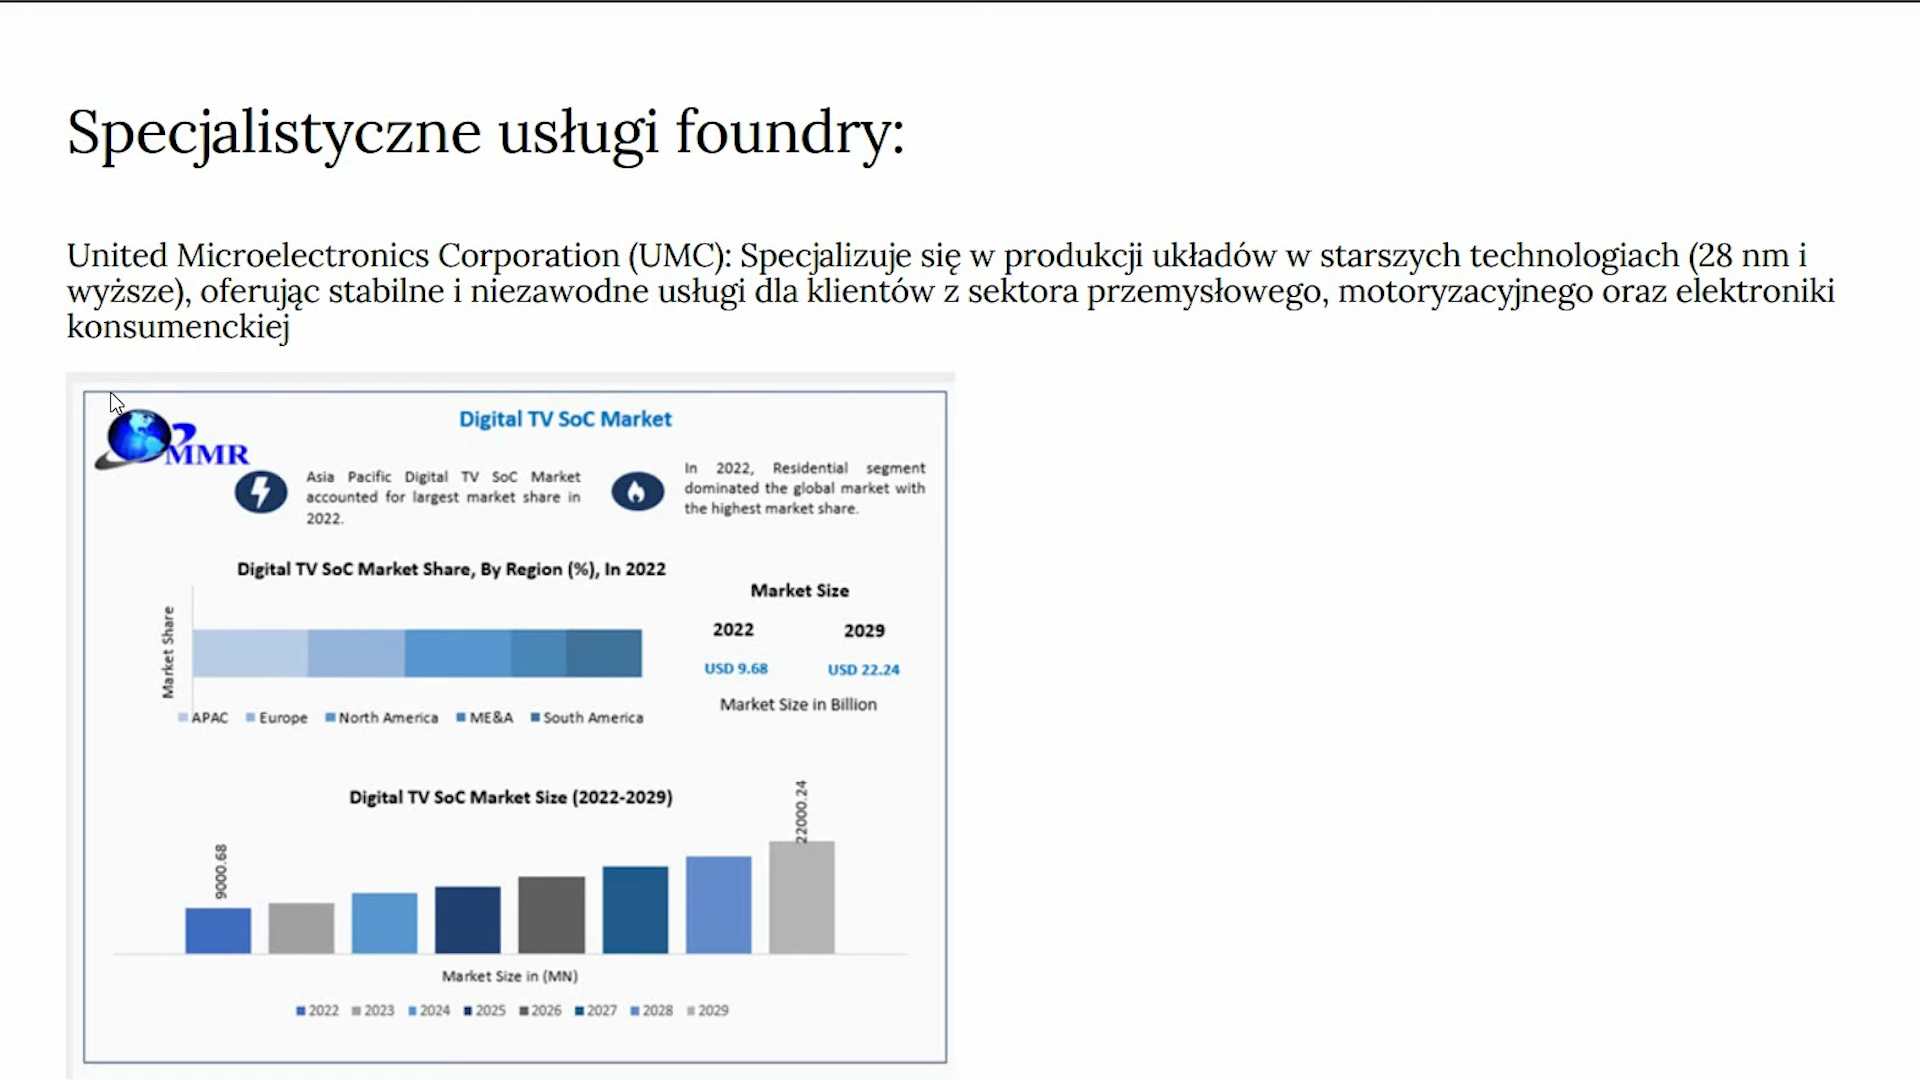 Specjalistyczne usługi foundry:
United Microelectronics Corporation (UMC): Specjalizuje się w produkcji układów w starszych technologiach (28 nm i
wyższe), oferując stabilne i niezawodne usługi dla klientów z sektora przemysłowego, motoryzacyjnego oraz elektroniki
konsumenckiej
MMR
Digital TV SoC Market
Asia Pacific Digital TV SoC Market
accounted for largest market share in
2022.
In 2022, Residential segment
dominated the global market with
the highest market share.
Digital TV SoC Market Share, By Region (%), In 2022
Market Share
APAC Europe North America ME&A South America
Market Size
2022 2029
USD 9.68 USD 22.24
Market Size in Billion
Digital TV SoC Market Size (2022-2029)
9000.68
22000.24
Market Size in (MN)
2022 2023 2024 2025 2026 2027 2028 2029